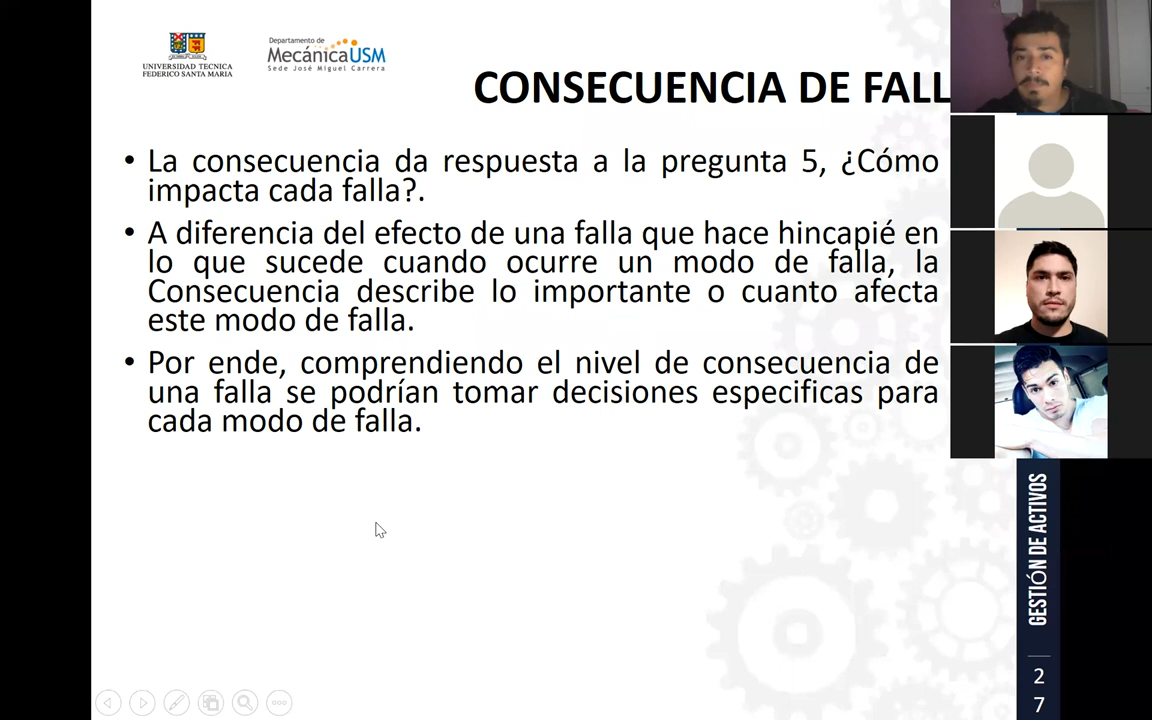 UNIVERSIDAD TECNICA
FEDERICO SANTA MARIA
Departamento de
MecánicaUSM
Sede José Miguel Carrera
CONSECUENCIA DE FALL
• La consecuencia da respuesta a la pregunta 5, ¿Cómo
impacta cada falla?.
• A diferencia del efecto de una falla que hace hincapié en
lo que sucede cuando ocurre un modo de falla, la
Consecuencia describe lo importante o cuanto afecta
este modo de falla.
• Por ende, comprendiendo el nivel de consecuencia de
una falla se podrían tomar decisiones especificas para
cada modo de falla.
GESTIÓN DE ACTIVOS
2
7